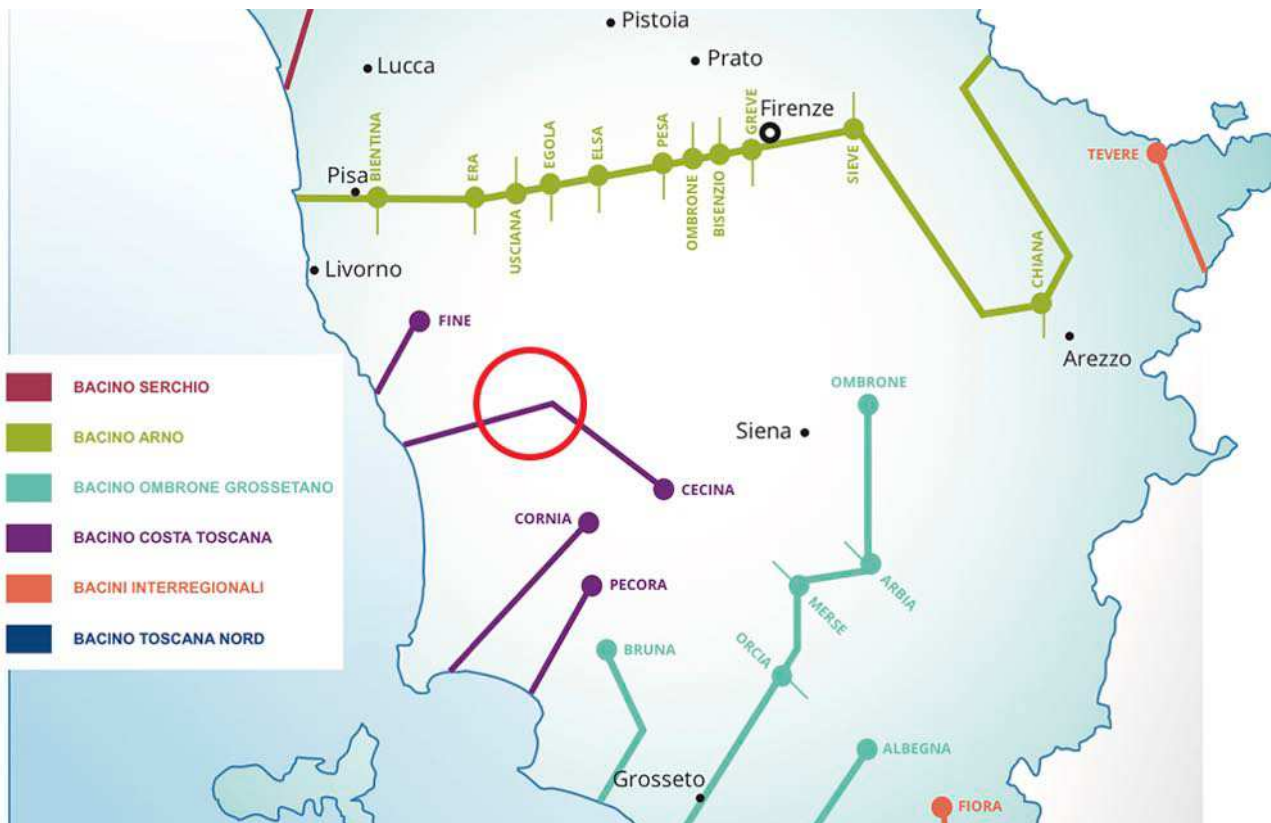 Pistoia
Prato
Lucca
Firenze
GREVE
PESA
ELSA
EGOLA
ERA
BIENTINA
Pisa
USCIANA
OMBRONE
BISENZIO
SIEVE
TEVERE
CHIANA
Livorno
FINE
Arezzo
BACINO SERCHIO
BACINO ARNO
BACINO OMBRONE GROSSETANO
BACINO COSTA TOSCANA
BACINI INTERREGIONALI
BACINO TOSCANA NORD
OMBRONE
Siena
CECINA
CORNIA
PECORA
ARBIA
MERSE
BRUNA
ORCIA
ALBEGNA
Grosseto
FIORA